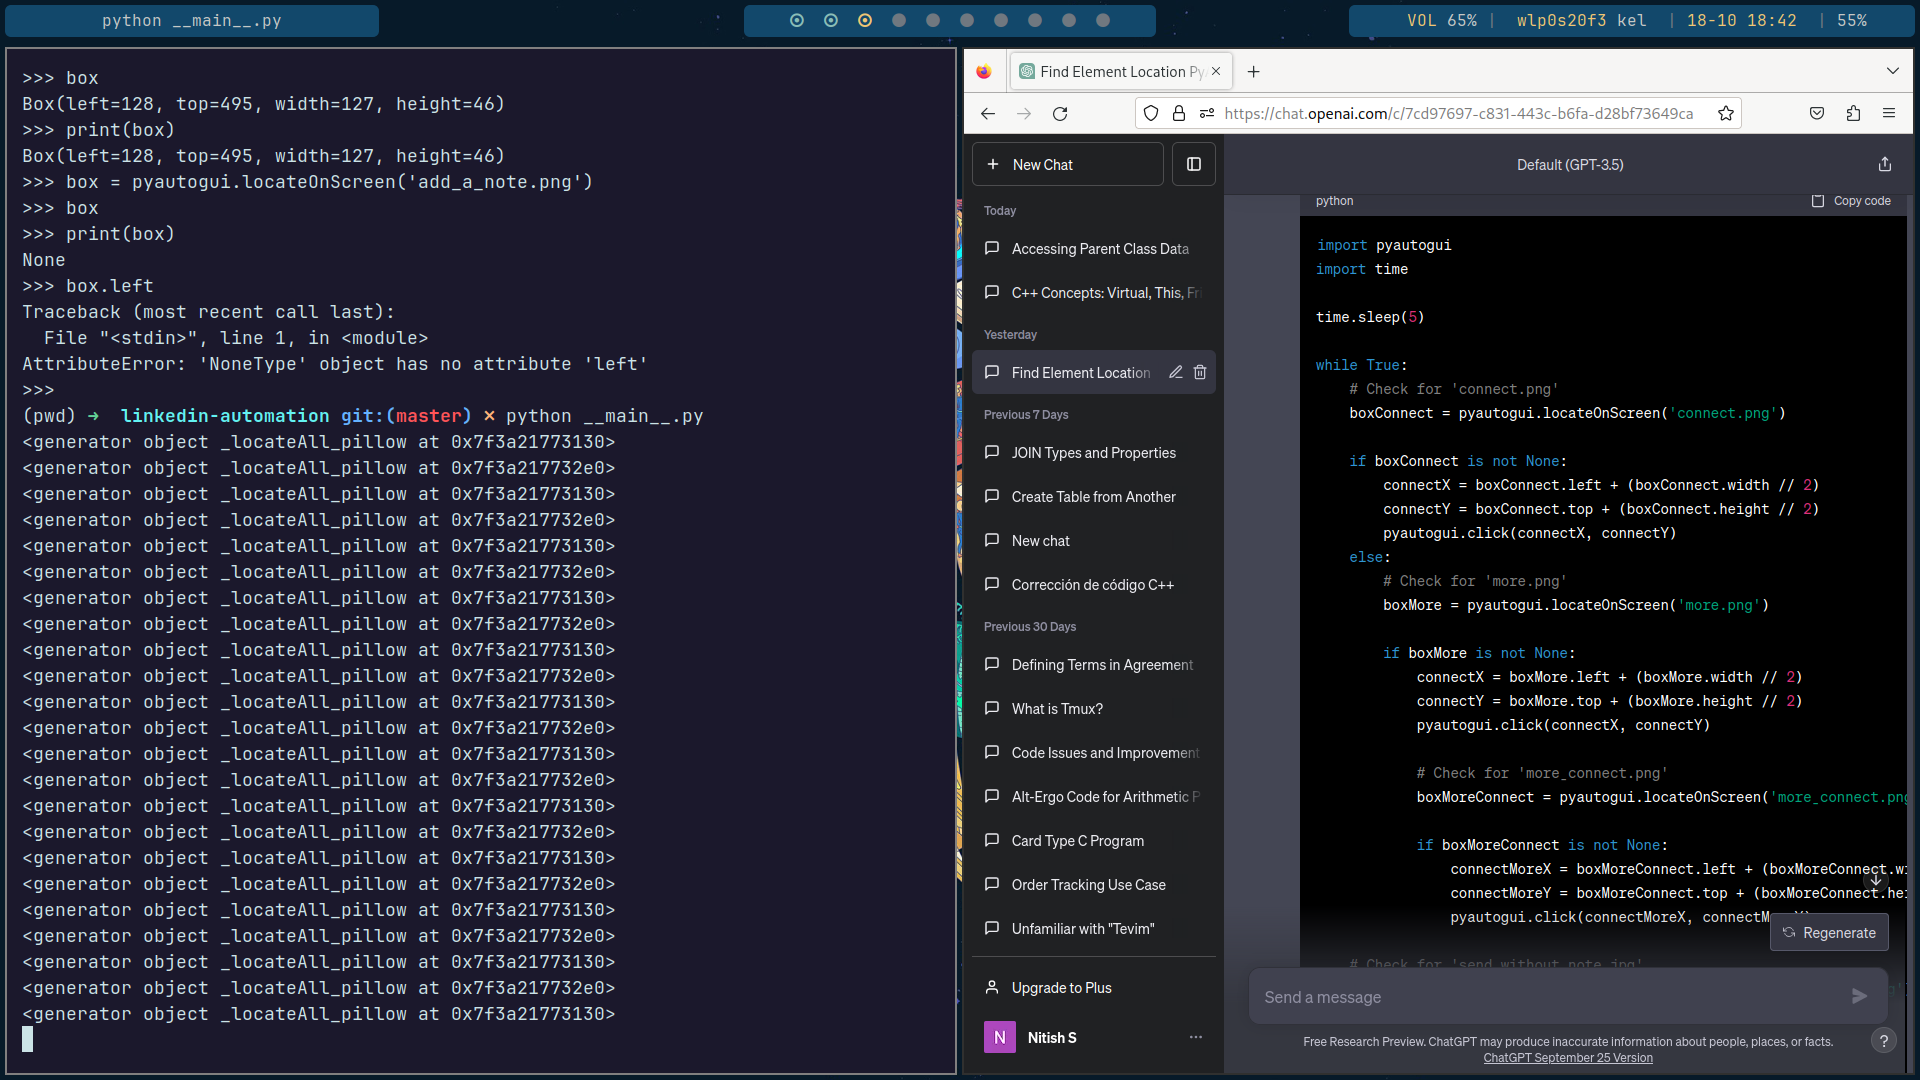 python __main__.py
VOL 65% | wlp0s20f3 kel | 18-10 18:42 | 55%
>>> box
Box(left=128, top=495, width=127, height=46)
>>> print(box)
Box(left=128, top=495, width=127, height=46)
>>> box = pyautogui.locateOnScreen('add_a_note.png')
>>> box
>>> print(box)
None
>>> box.left
Traceback (most recent call last):
  File "<stdin>", line 1, in <module>
AttributeError: 'NoneType' object has no attribute 'left'
>>>
(pwd) → linkedin-automation git:(master) × python __main__.py
<generator object _locateAll_pillow at 0x7f3a21773130>
<generator object _locateAll_pillow at 0x7f3a217732e0>
<generator object _locateAll_pillow at 0x7f3a21773130>
<generator object _locateAll_pillow at 0x7f3a217732e0>
<generator object _locateAll_pillow at 0x7f3a21773130>
<generator object _locateAll_pillow at 0x7f3a217732e0>
<generator object _locateAll_pillow at 0x7f3a21773130>
<generator object _locateAll_pillow at 0x7f3a217732e0>
<generator object _locateAll_pillow at 0x7f3a21773130>
<generator object _locateAll_pillow at 0x7f3a217732e0>
<generator object _locateAll_pillow at 0x7f3a21773130>
<generator object _locateAll_pillow at 0x7f3a217732e0>
<generator object _locateAll_pillow at 0x7f3a21773130>
<generator object _locateAll_pillow at 0x7f3a217732e0>
<generator object _locateAll_pillow at 0x7f3a21773130>
<generator object _locateAll_pillow at 0x7f3a217732e0>
<generator object _locateAll_pillow at 0x7f3a21773130>
<generator object _locateAll_pillow at 0x7f3a217732e0>
<generator object _locateAll_pillow at 0x7f3a21773130>
<generator object _locateAll_pillow at 0x7f3a217732e0>
<generator object _locateAll_pillow at 0x7f3a21773130>
<generator object _locateAll_pillow at 0x7f3a217732e0>
<generator object _locateAll_pillow at 0x7f3a21773130>
Find Element Location Py
https://chat.openai.com/c/7cd97697-c831-443c-b6fa-d28bf73649ca
New Chat
Today
Accessing Parent Class Data
C++ Concepts: Virtual, This, Fri
Yesterday
Find Element Location
Previous 7 Days
JOIN Types and Properties
Create Table from Another
New chat
Corrección de código C++
Previous 30 Days
Defining Terms in Agreement
What is Tmux?
Code Issues and Improvement
Alt-Ergo Code for Arithmetic P
Card Type C Program
Order Tracking Use Case
Unfamiliar with "Tevim"
Upgrade to Plus
N Nitish S
Default (GPT-3.5)
python Copy code
import pyautogui
import time
time.sleep(5)
while True:
    # Check for 'connect.png'
    boxConnect = pyautogui.locateOnScreen('connect.png')
    if boxConnect is not None:
        connectX = boxConnect.left + (boxConnect.width // 2)
        connectY = boxConnect.top + (boxConnect.height // 2)
        pyautogui.click(connectX, connectY)
    else:
        # Check for 'more.png'
        boxMore = pyautogui.locateOnScreen('more.png')
        if boxMore is not None:
            connectX = boxMore.left + (boxMore.width // 2)
            connectY = boxMore.top + (boxMore.height // 2)
            pyautogui.click(connectX, connectY)
            # Check for 'more_connect.png'
            boxMoreConnect = pyautogui.locateOnScreen('more_connect.png
            if boxMoreConnect is not None:
                connectMoreX = boxMoreConnect.left + (boxMoreConnect.wi
                connectMoreY = boxMoreConnect.top + (boxMoreConnect.hei
                pyautogui.click(connectMoreX,
    # Check for 'send_without_note.jpg'
Regenerate
Send a message
Free Research Preview. ChatGPT may produce inaccurate information about people, places, or facts.
ChatGPT September 25 Version
?